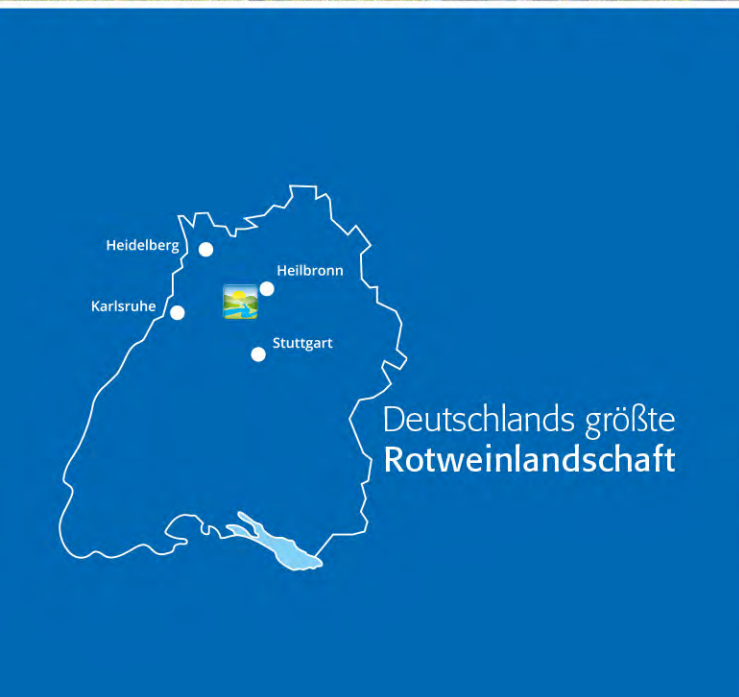 Heidelberg
Heilbronn
Karlsruhe
Stuttgart
Deutschlands größte
Rotweinlandschaft